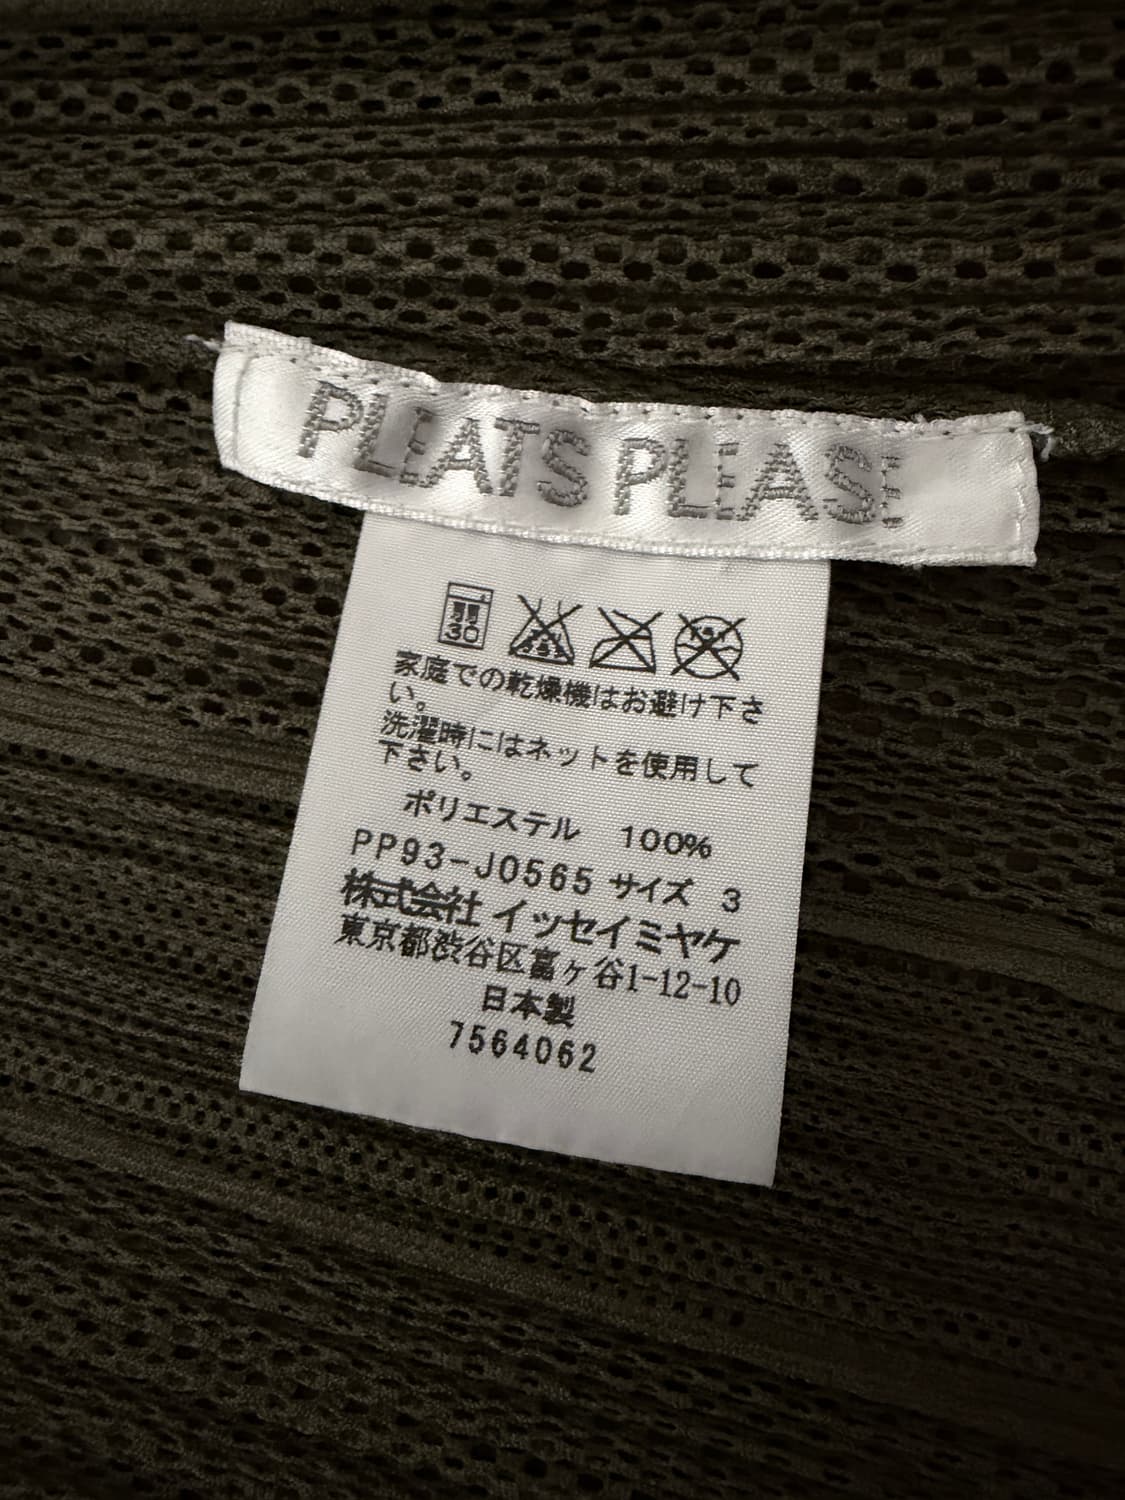 PLEATS PLEASE
弱
30
家庭での乾燥機はお避け下さ
い。
洗濯時にはネットを使用して
下さい。
ポリエステル 100%
PP93-J0565 サイズ 3
株式会社 イッセイミヤケ
東京都渋谷区富ヶ谷1-12-10
日本製
7564062